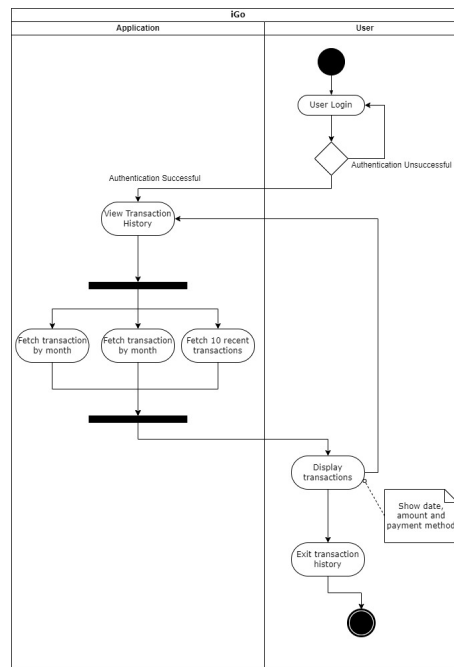 iGo
Application
User
User Login
Authentication Unsuccessful
Authentication Successful
View Transaction
History
Fetch transaction
by month
Fetch transaction
by month
Fetch 10 recent
transactions
Display
transactions
Show date,
amount and
payment method
Exit transaction
history